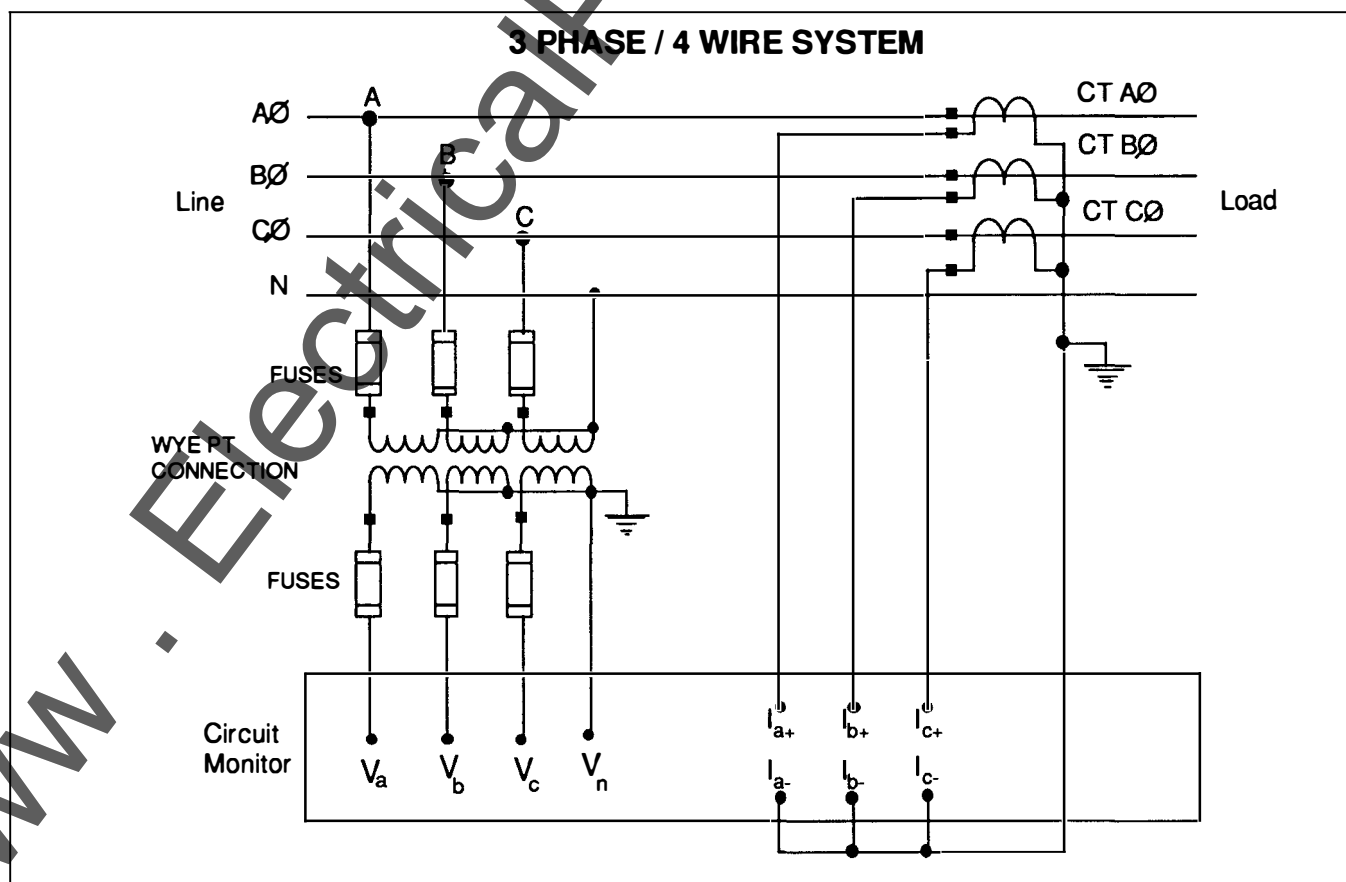 3 PHASE / 4 WIRE SYSTEM
A
AØ
CT AØ
B
BØ
CT BØ
Line
C
CØ
CT CØ
Load
N
FUSES
WYE PT
CONNECTION
FUSES
Circuit
Monitor
Va
Vb
Vc
Vn
Ia+
Ib+
Ic+
Ia-
Ib-
Ic-
w . Electrical